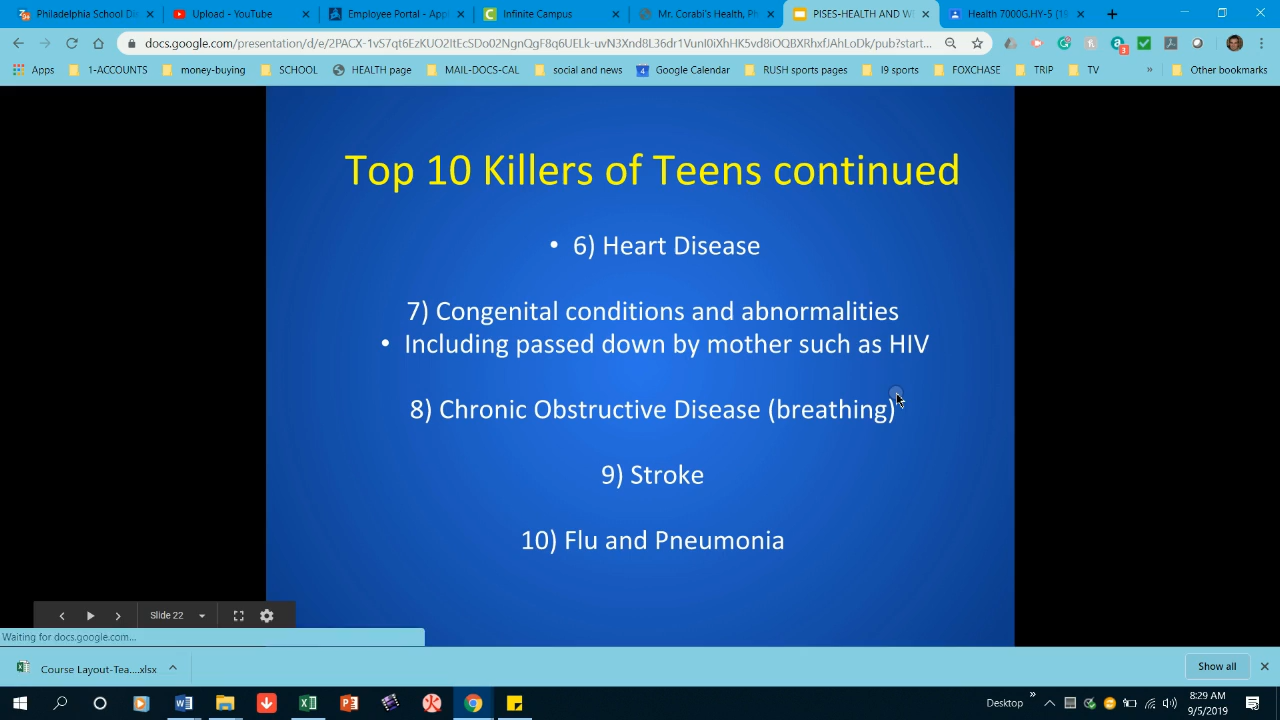 Philadelphia School Di
Upload - YouTube
Employee Portal - Appl
Infinite Campus
Mr. Corabi's Health, Ph
PISES-HEALTH AND W
Health 7000G.HY-5 (19
docs.google.com/presentation/d/e/2PACX-1vS7qt6EzKUO2ItEcSDo02NgnQgF8q6UELk-uvN3Xnd8L36dr1VunI0iXhHK5vd8iOQBXRhxfJAhLoDk/pub?start...
3
Apps
1-ACCOUNTS
money-buying
SCHOOL
HEALTH page
MAIL-DOCS-CAL
social and news
4
Google Calendar
RUSH sports pages
I9 sports
FOXCHASE
TRIP
TV
»
Other bookmarks
Top 10 Killers of Teens continued
• 6) Heart Disease
7) Congenital conditions and abnormalities
• Including passed down by mother such as HIV
8) Chronic Obstructive Disease (breathing)
9) Stroke
10) Flu and Pneumonia
Slide 22
Waiting for docs.google.com...
Course Layout-Tea....xlsx
Show all
Desktop
»
8:29 AM
9/5/2019